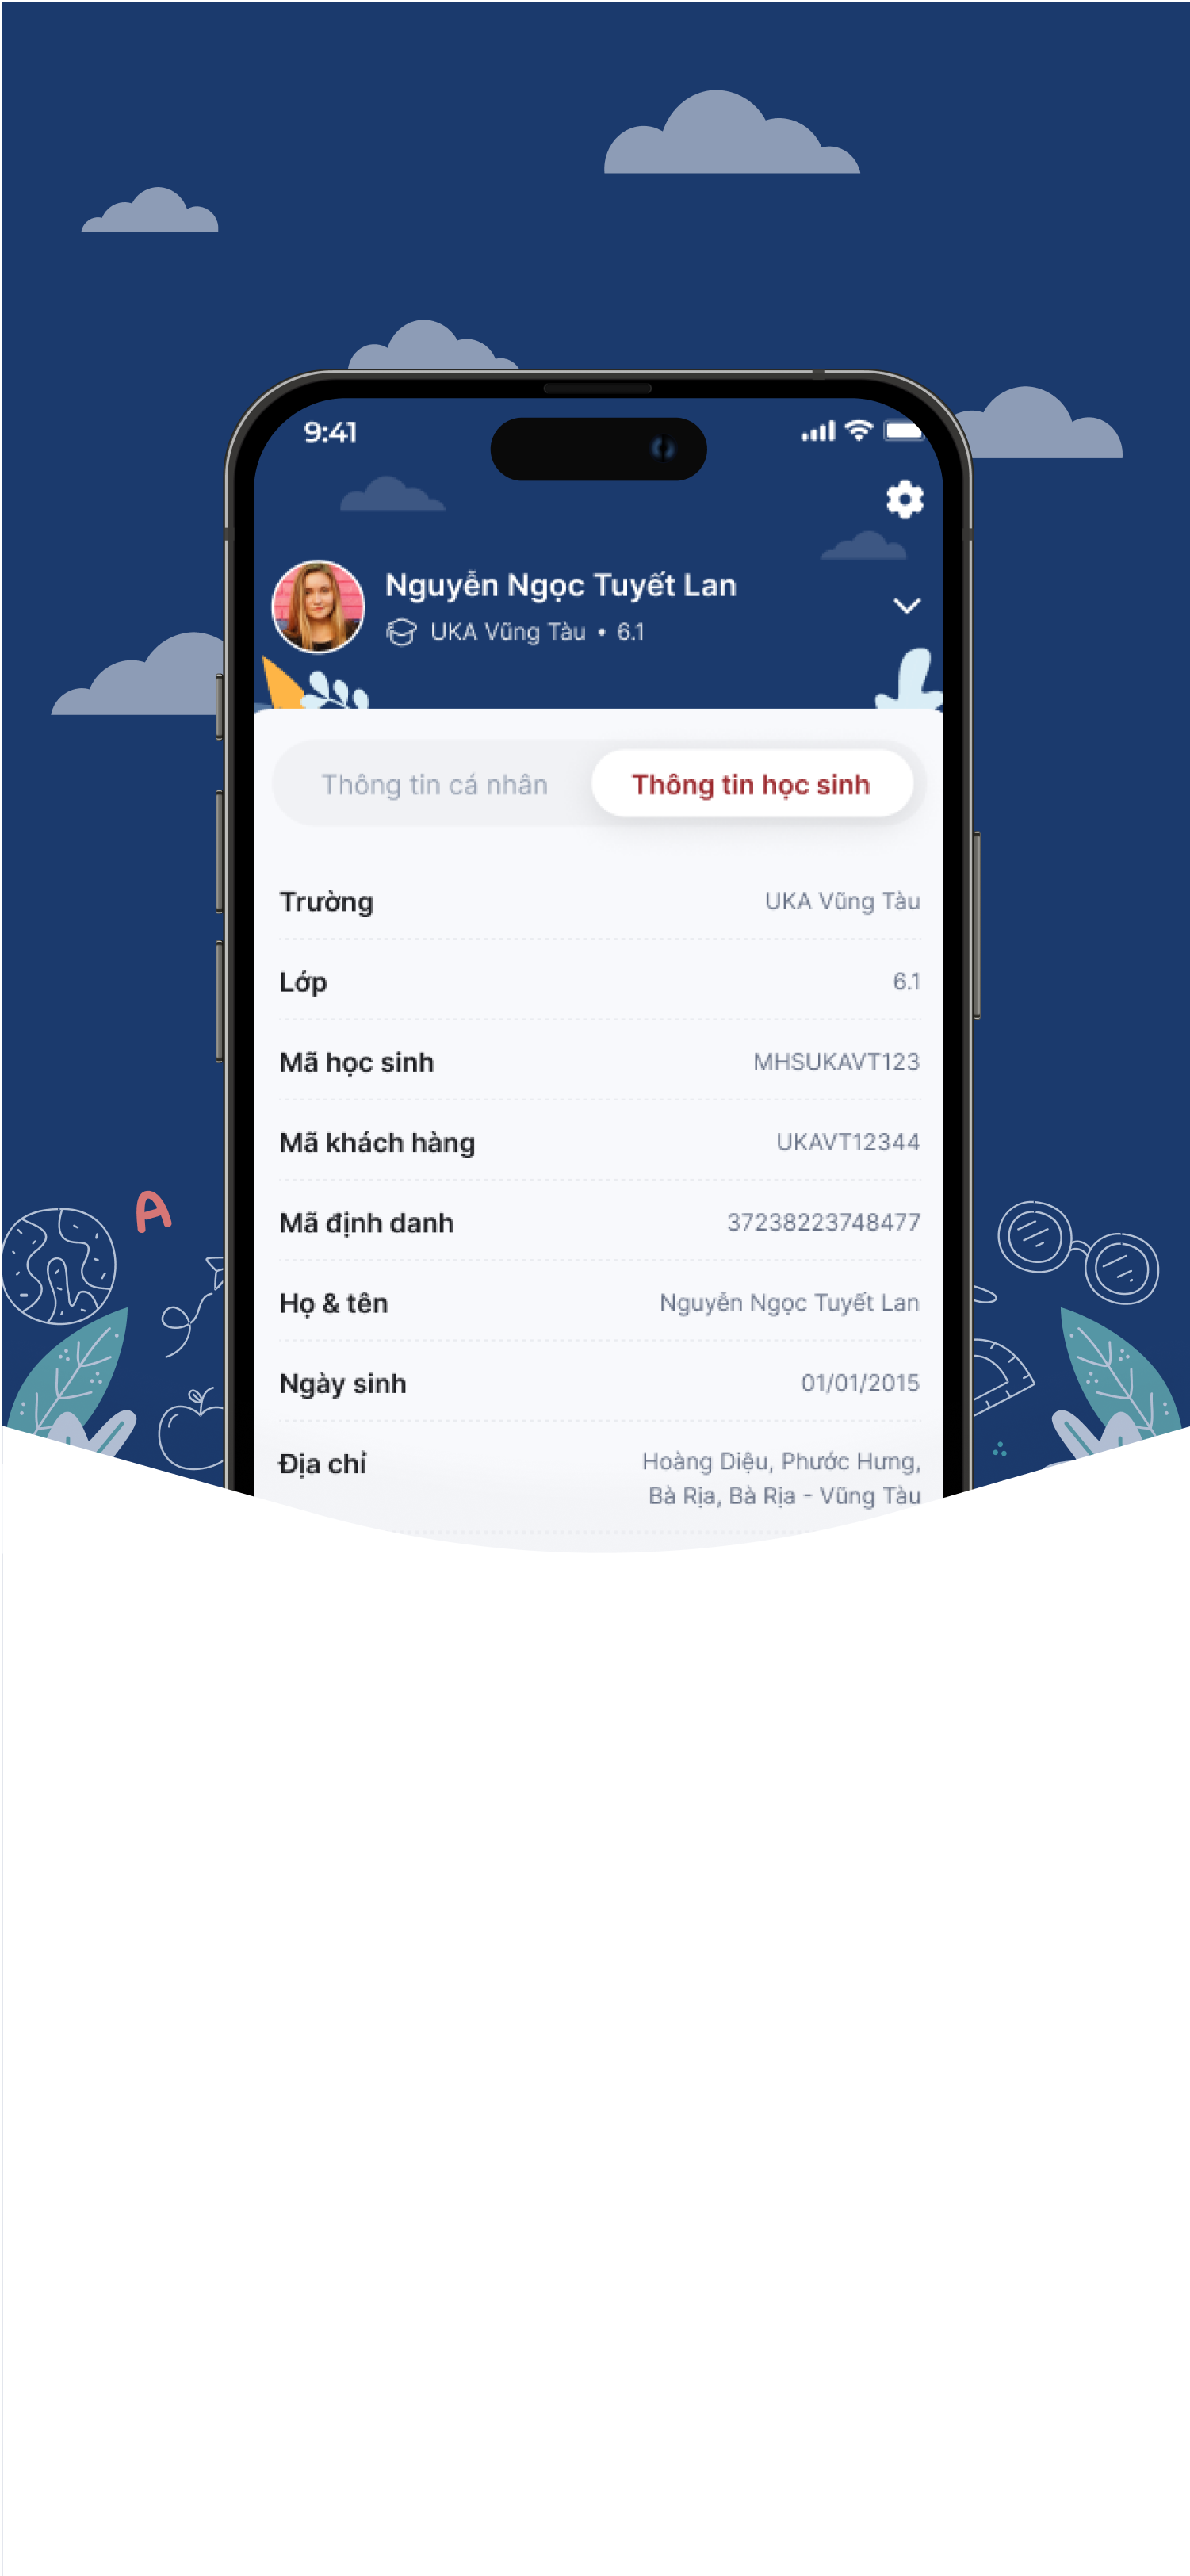 9:41
Nguyễn Ngọc Tuyết Lan
UKA Vũng Tàu • 6.1
Thông tin cá nhân
Thông tin học sinh
Trường
UKA Vũng Tàu
Lớp
6.1
Mã học sinh
MHSUKAVT123
Mã khách hàng
UKAVT12344
Mã định danh
37238223748477
Họ & tên
Nguyễn Ngọc Tuyết Lan
Ngày sinh
01/01/2015
Địa chỉ
Hoàng Diệu, Phước Hưng,
Bà Rịa, Bà Rịa - Vũng Tàu
A